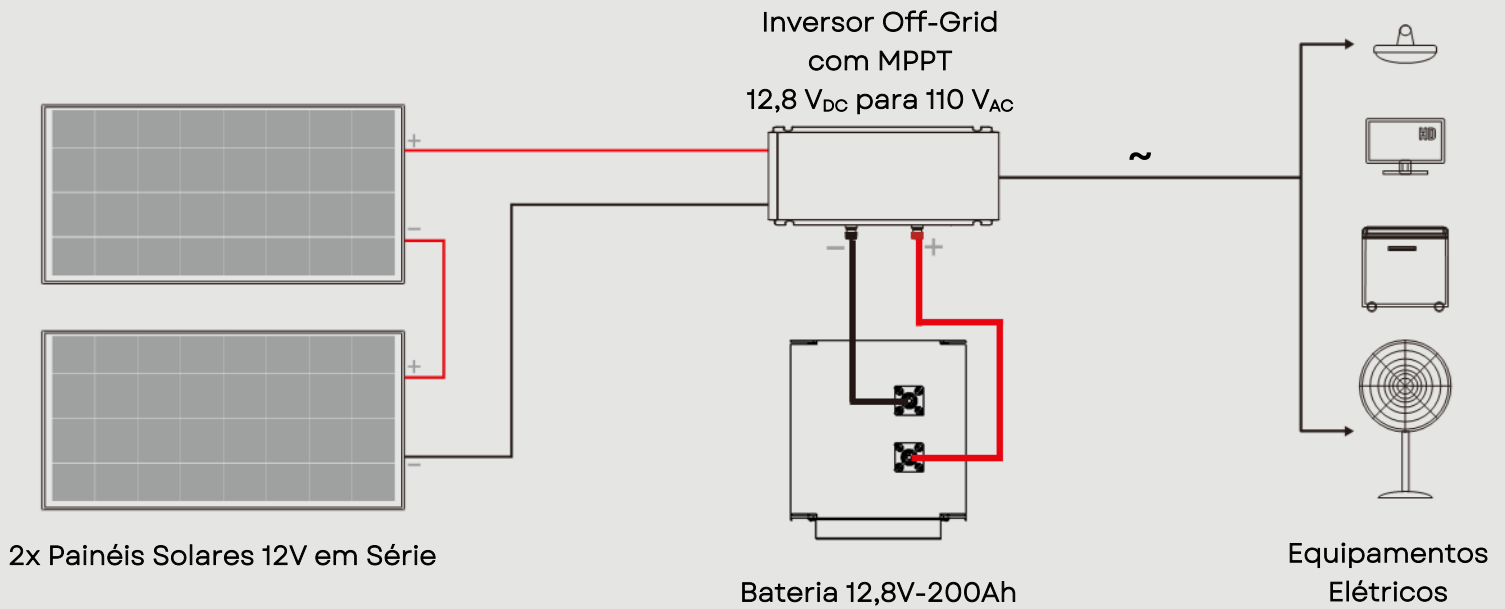 Inversor Off-Grid
com MPPT
12,8 VDC para 110 VAC
+
−
+
−
~
− +
HD
2x Painéis Solares 12V em Série
Bateria 12,8V-200Ah
Equipamentos
Elétricos